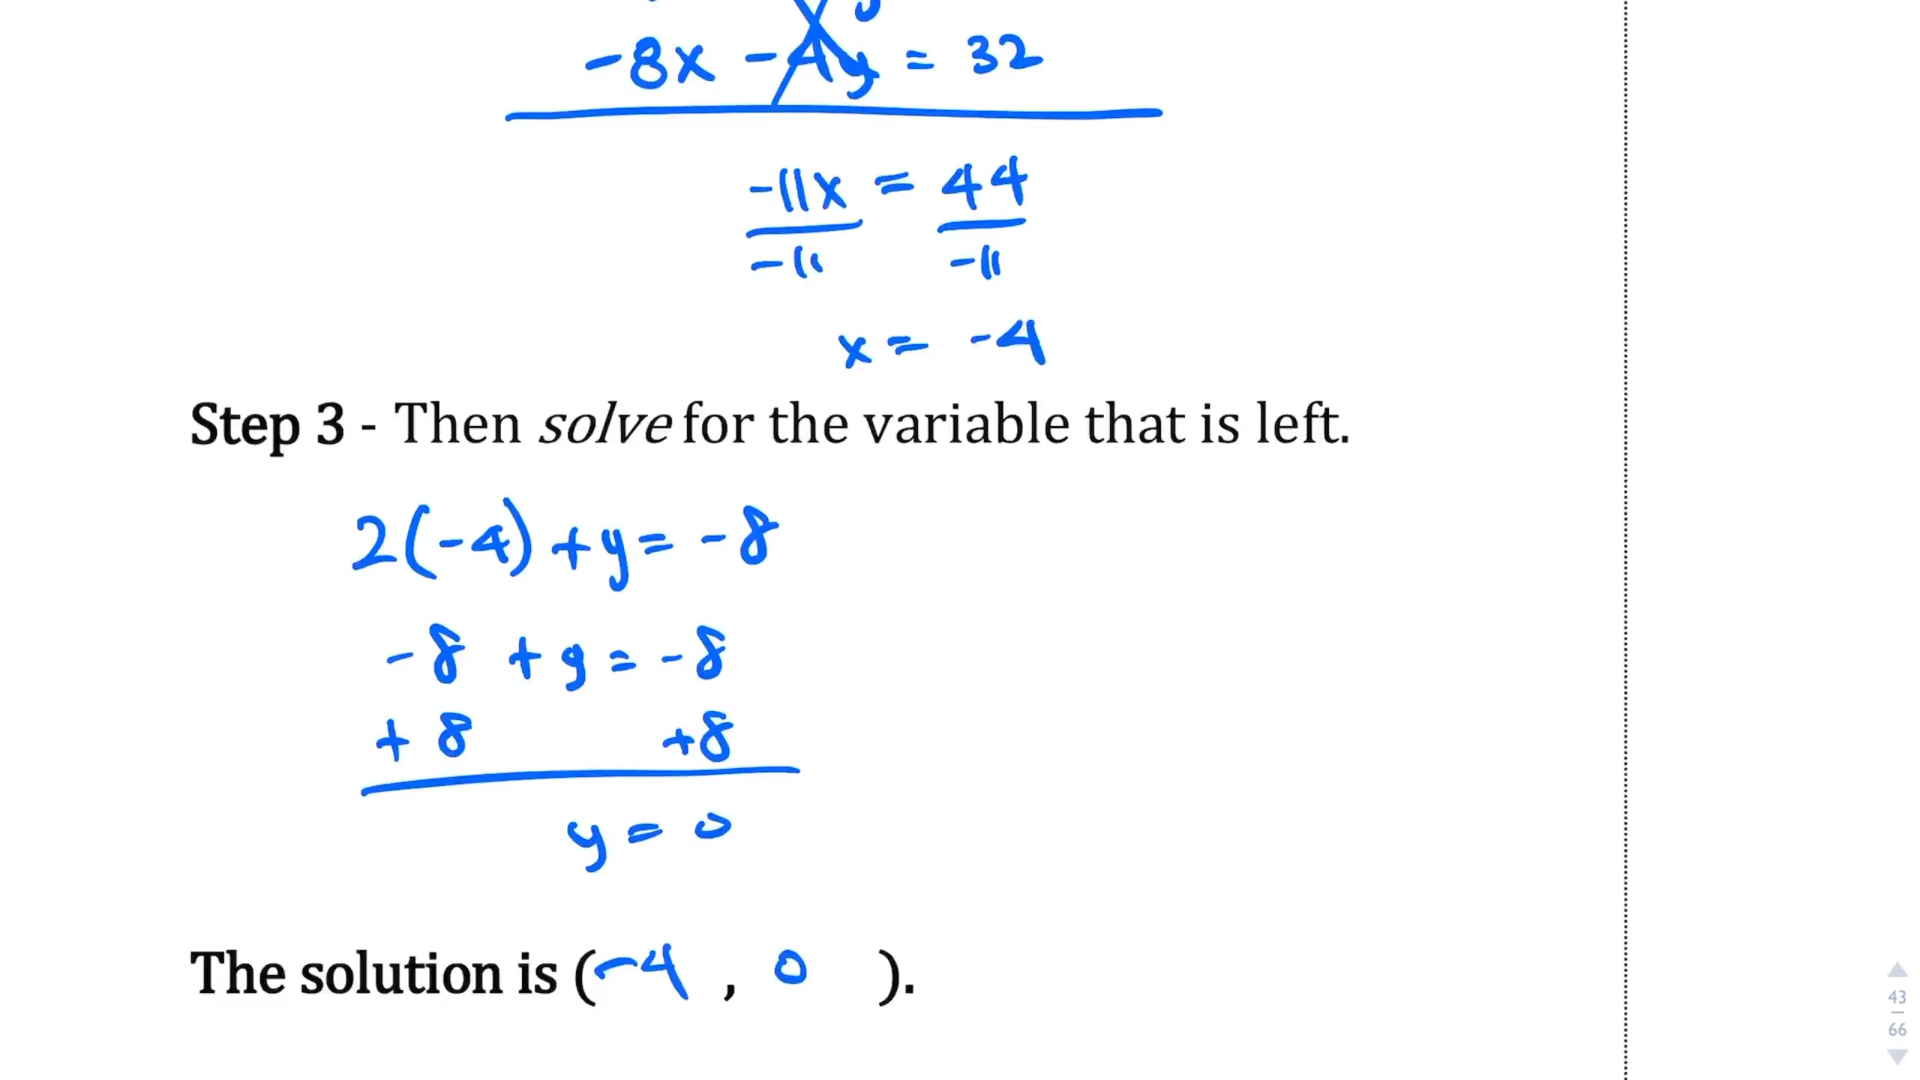 -8x - 4y = 32
-11x = 44
-11 -11
x = -4
Step 3 - Then solve for the variable that is left.
2(-4) + y = -8
-8 + y = -8
+ 8 +8
y = 0
The solution is (-4 , 0 ).
43
66